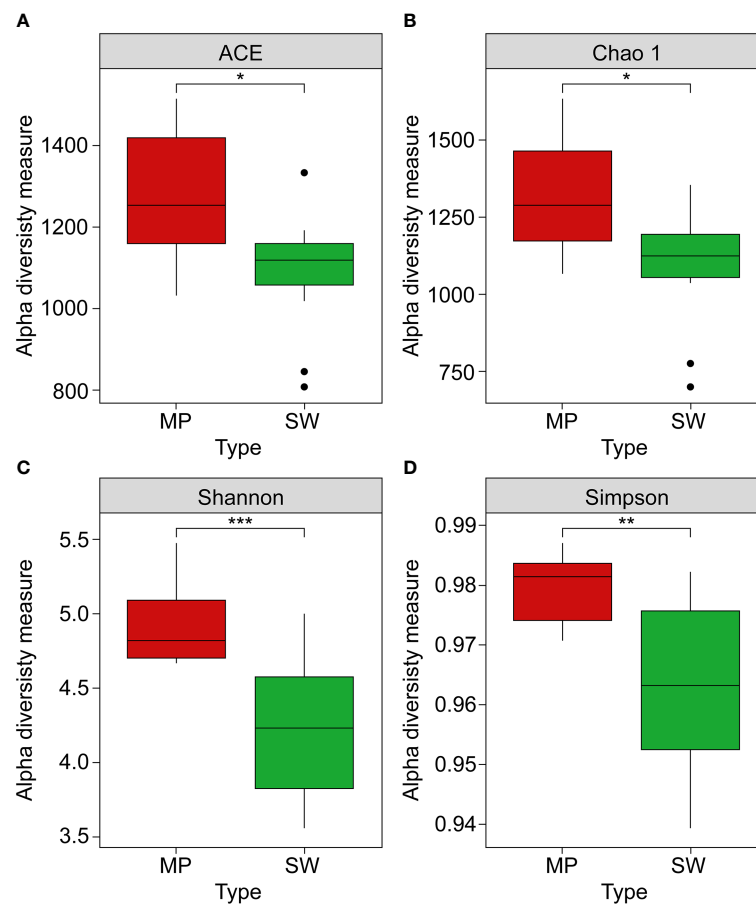 A
ACE
*
Alpha diversisty measure
1400
1200
1000
800
MP
SW
Type
B
Chao 1
*
Alpha diversisty measure
1500
1250
1000
750
MP
SW
Type
C
Shannon
***
Alpha diversisty measure
5.5
5.0
4.5
4.0
3.5
MP
SW
Type
D
Simpson
**
Alpha diversisty measure
0.99
0.98
0.97
0.96
0.95
0.94
MP
SW
Type